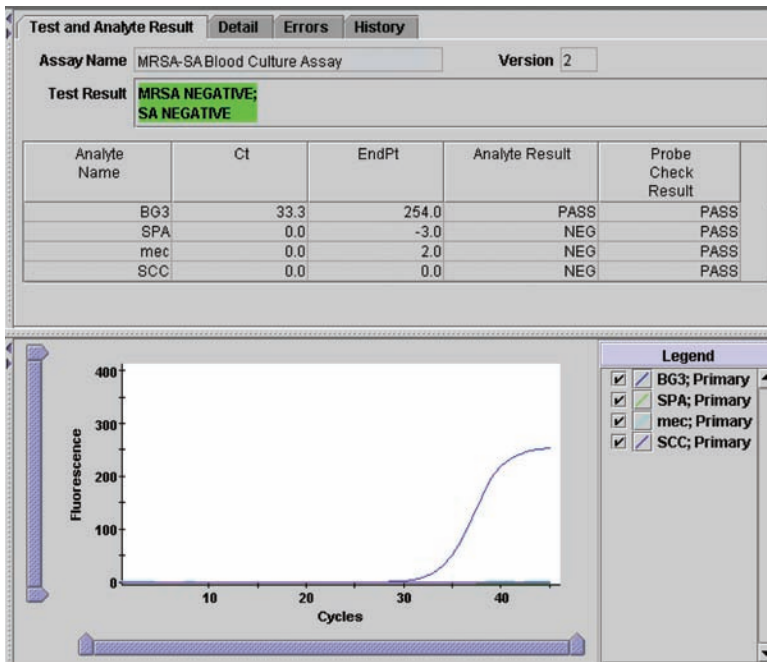 Test and Analyte Result Detail Errors History
Assay Name MRSA-SA Blood Culture Assay Version 2
Test Result MRSA NEGATIVE;
SA NEGATIVE
Analyte Name Ct EndPt Analyte Result Probe Check Result
BG3 33.3 254.0 PASS PASS
SPA 0.0 -3.0 NEG PASS
mec 0.0 2.0 NEG PASS
SCC 0.0 0.0 NEG PASS
400
300
200
100
0
Fluorescence
10 20 30 40
Cycles
Legend
BG3; Primary
SPA; Primary
mec; Primary
SCC; Primary